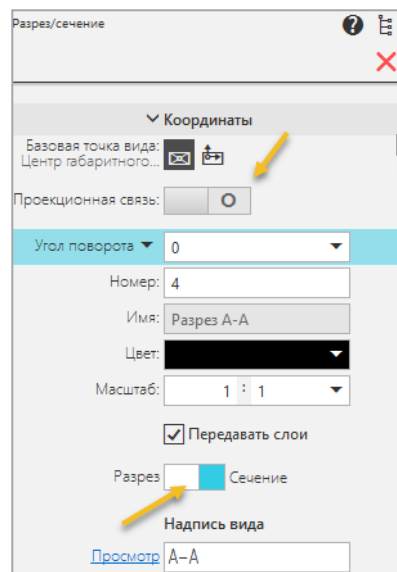 Разрез/сечение
Координаты
Базовая точка вида:
Центр габаритного...
Проекционная связь:
Угол поворота 0
Номер: 4
Имя: Разрез А-А
Цвет:
Масштаб: 1 : 1
Передавать слои
Разрез Сечение
Надпись вида
Просмотр А–А